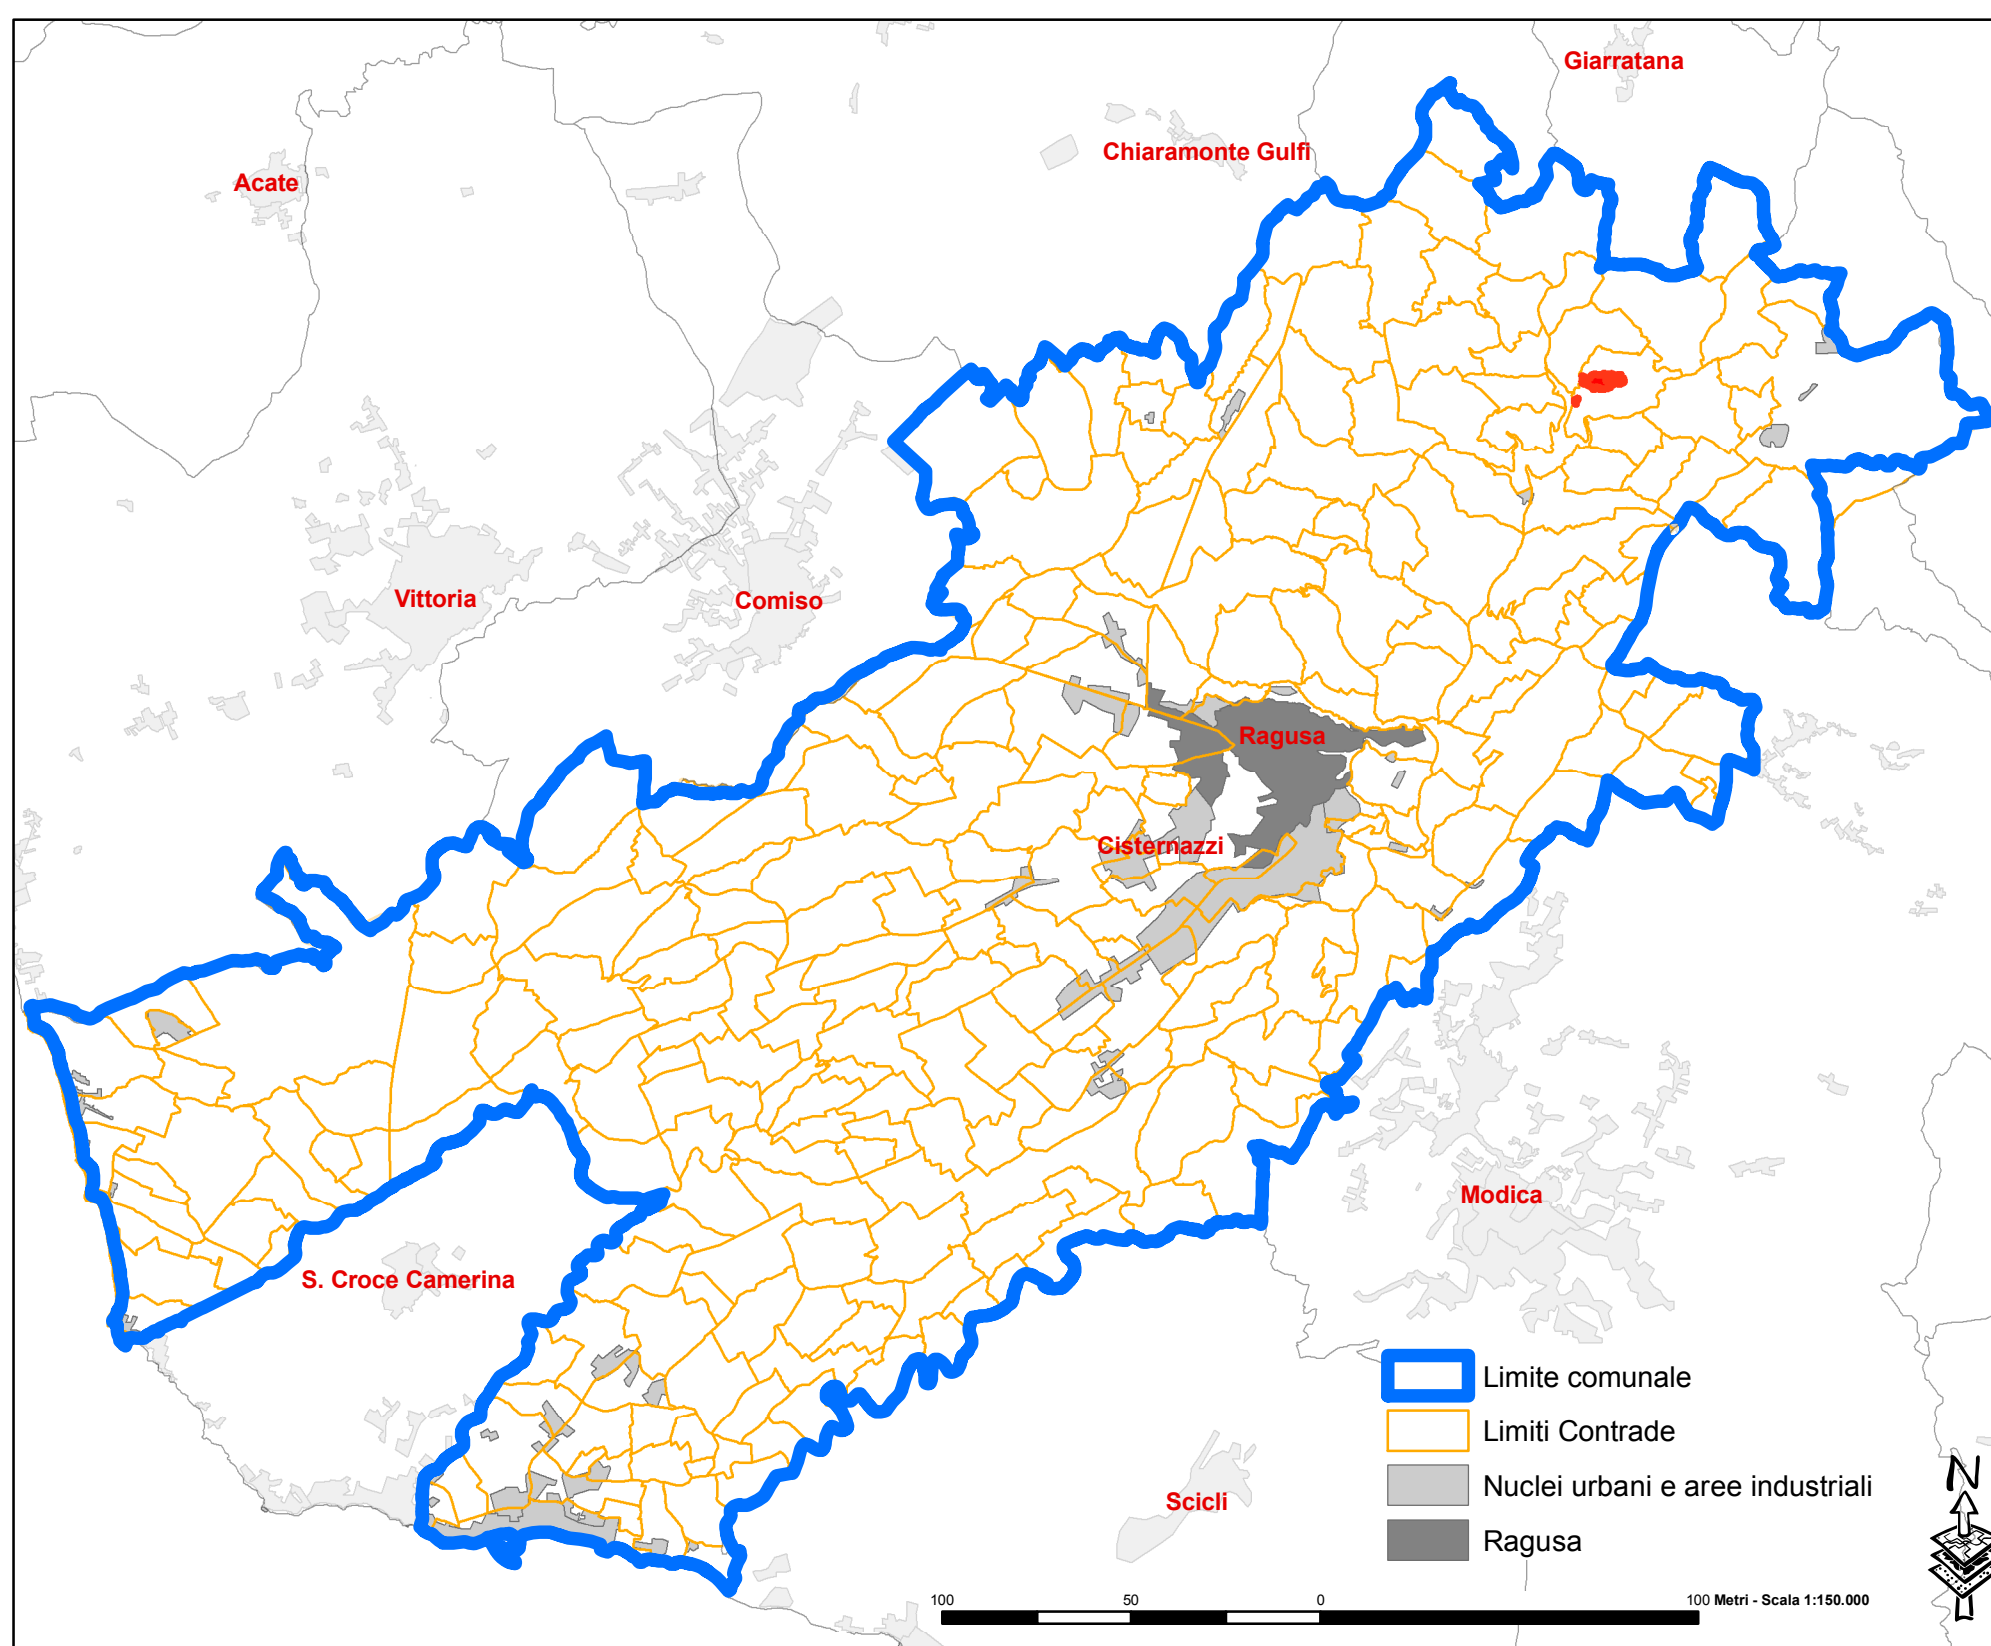 Giarratana
Chiaramonte Gulfi
Acate
Vittoria
Comiso
Ragusa
Cisternazzi
Modica
S. Croce Camerina
Scicli
Limite comunale
Limiti Contrade
Nuclei urbani e aree industriali
Ragusa
N
100 50 0 100 Metri - Scala 1:150.000